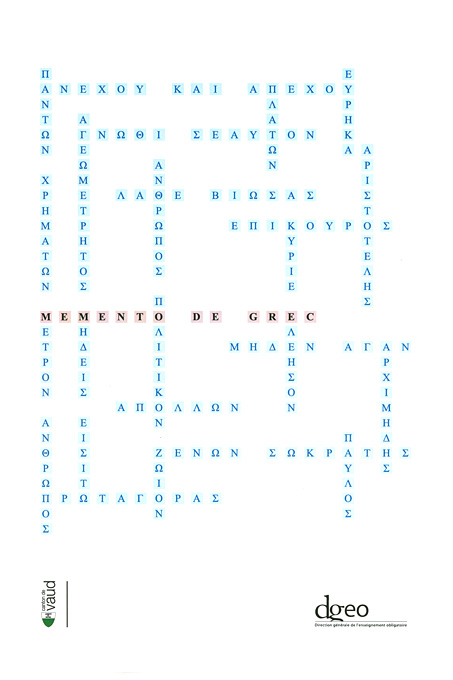 ΠΑΝΤΩΝ ΧΡΗΜΑΤΩΝ ΜΕΤΡΟΝ ΑΝΘΡΩΠΟΣ
ΕΥΡΗΚΑ
ΑΝΕΧΟΥ ΚΑΙ ΑΠΕΧΟΥ
ΠΛΑΤΩΝ
ΑΓΕΩΜΕΤΡΗΤΟΣ ΜΗΔΕΙΣ ΕΙΣΙΤΩ
ΓΝΩΘΙ ΣΕΑΥΤΟΝ
ΑΡΙΣΤΟΤΕΛΗΣ
ΑΝΘΡΩΠΟΣ ΠΟΛΙΤΙΚΟΝ ΖΩΙΟΝ
ΛΑΘΕ ΒΙΩΣΑΣ
ΕΠΙΚΟΥΡΟΣ
ΚΥΡΙΕ ΕΛΕΗΣΟΝ
MEMENTO DE GREC
ΜΗΔΕΝ ΑΓΑΝ
ΑΡΧΙΜΗΔΗΣ
ΑΠΟΛΛΩΝ
ΠΑΥΛΟΣ
ΖΕΝΩΝ ΣΩΚΡΑΤΗΣ
ΠΡΩΤΑΓΟΡΑΣ
canton de
vaud
dgeo
Direction générale de l'enseignement obligatoire